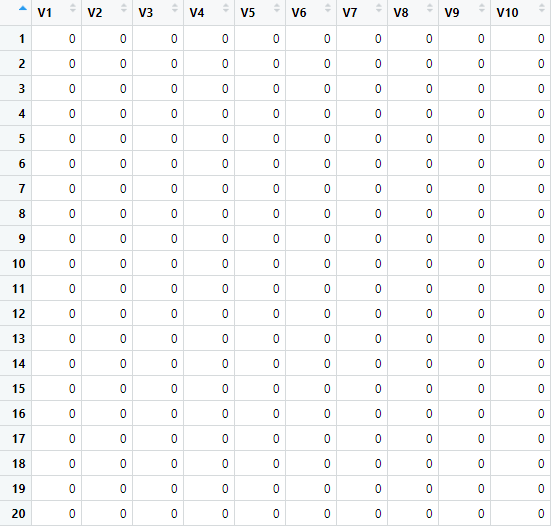 V1 V2 V3 V4 V5 V6 V7 V8 V9 V10
1 0 0 0 0 0 0 0 0 0 0
2 0 0 0 0 0 0 0 0 0 0
3 0 0 0 0 0 0 0 0 0 0
4 0 0 0 0 0 0 0 0 0 0
5 0 0 0 0 0 0 0 0 0 0
6 0 0 0 0 0 0 0 0 0 0
7 0 0 0 0 0 0 0 0 0 0
8 0 0 0 0 0 0 0 0 0 0
9 0 0 0 0 0 0 0 0 0 0
10 0 0 0 0 0 0 0 0 0 0
11 0 0 0 0 0 0 0 0 0 0
12 0 0 0 0 0 0 0 0 0 0
13 0 0 0 0 0 0 0 0 0 0
14 0 0 0 0 0 0 0 0 0 0
15 0 0 0 0 0 0 0 0 0 0
16 0 0 0 0 0 0 0 0 0 0
17 0 0 0 0 0 0 0 0 0 0
18 0 0 0 0 0 0 0 0 0 0
19 0 0 0 0 0 0 0 0 0 0
20 0 0 0 0 0 0 0 0 0 0